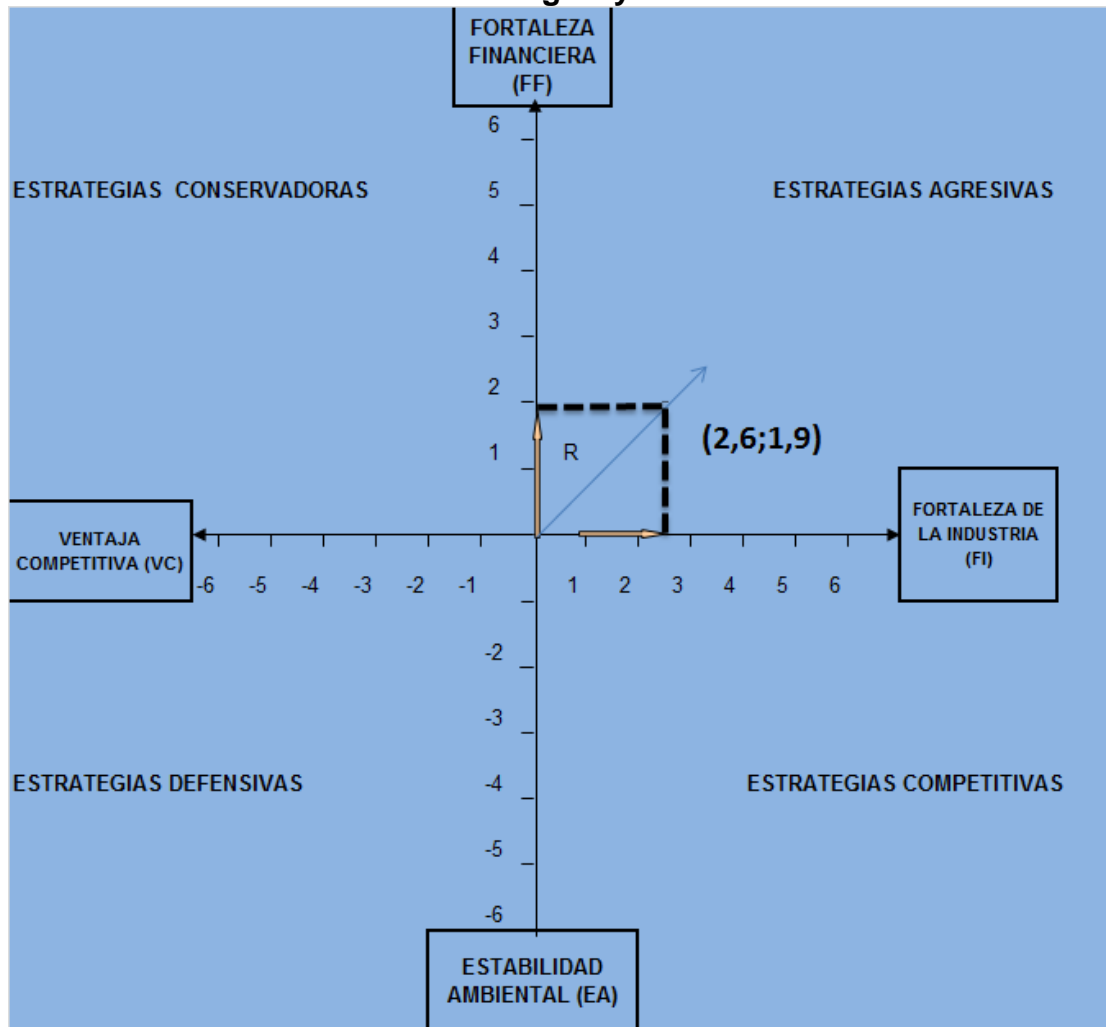 FORTALEZA
FINANCIERA
(FF)
6
ESTRATEGIAS CONSERVADORAS
5
ESTRATEGIAS AGRESIVAS
4
3
2
1
R
(2,6;1,9)
VENTAJA
COMPETITIVA (VC)
FORTALEZA DE
LA INDUSTRIA
(FI)
-6 -5 -4 -3 -2 -1 1 2 3 4 5 6
-2
-3
ESTRATEGIAS DEFENSIVAS
-4
ESTRATEGIAS COMPETITIVAS
-5
-6
ESTABILIDAD
AMBIENTAL (EA)